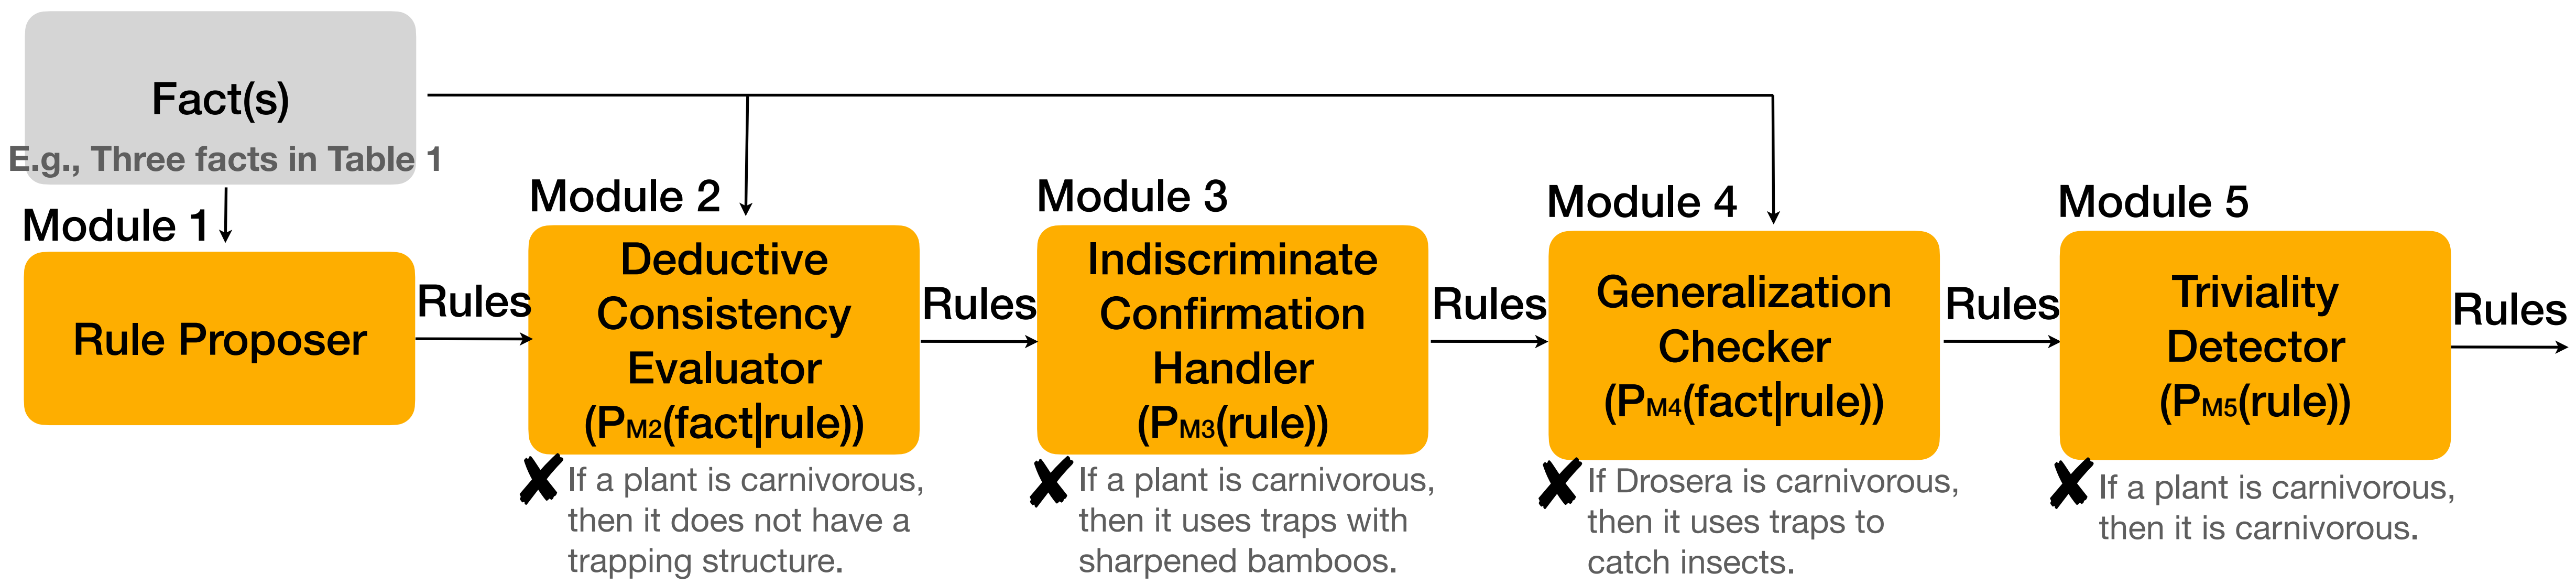 Fact(s)
E.g., Three facts in Table 1
Module 1
Rule Proposer
Rules
Module 2
Deductive
Consistency
Evaluator
(PM2(fact|rule))
✘ If a plant is carnivorous,
then it does not have a
trapping structure.
Rules
Module 3
Indiscriminate
Confirmation
Handler
(PM3(rule))
✘ If a plant is carnivorous,
then it uses traps with
sharpened bamboos.
Rules
Module 4
Generalization
Checker
(PM4(fact|rule))
✘ If Drosera is carnivorous,
then it uses traps to
catch insects.
Rules
Module 5
Triviality
Detector
(PM5(rule))
✘ If a plant is carnivorous,
then it is carnivorous.
Rules